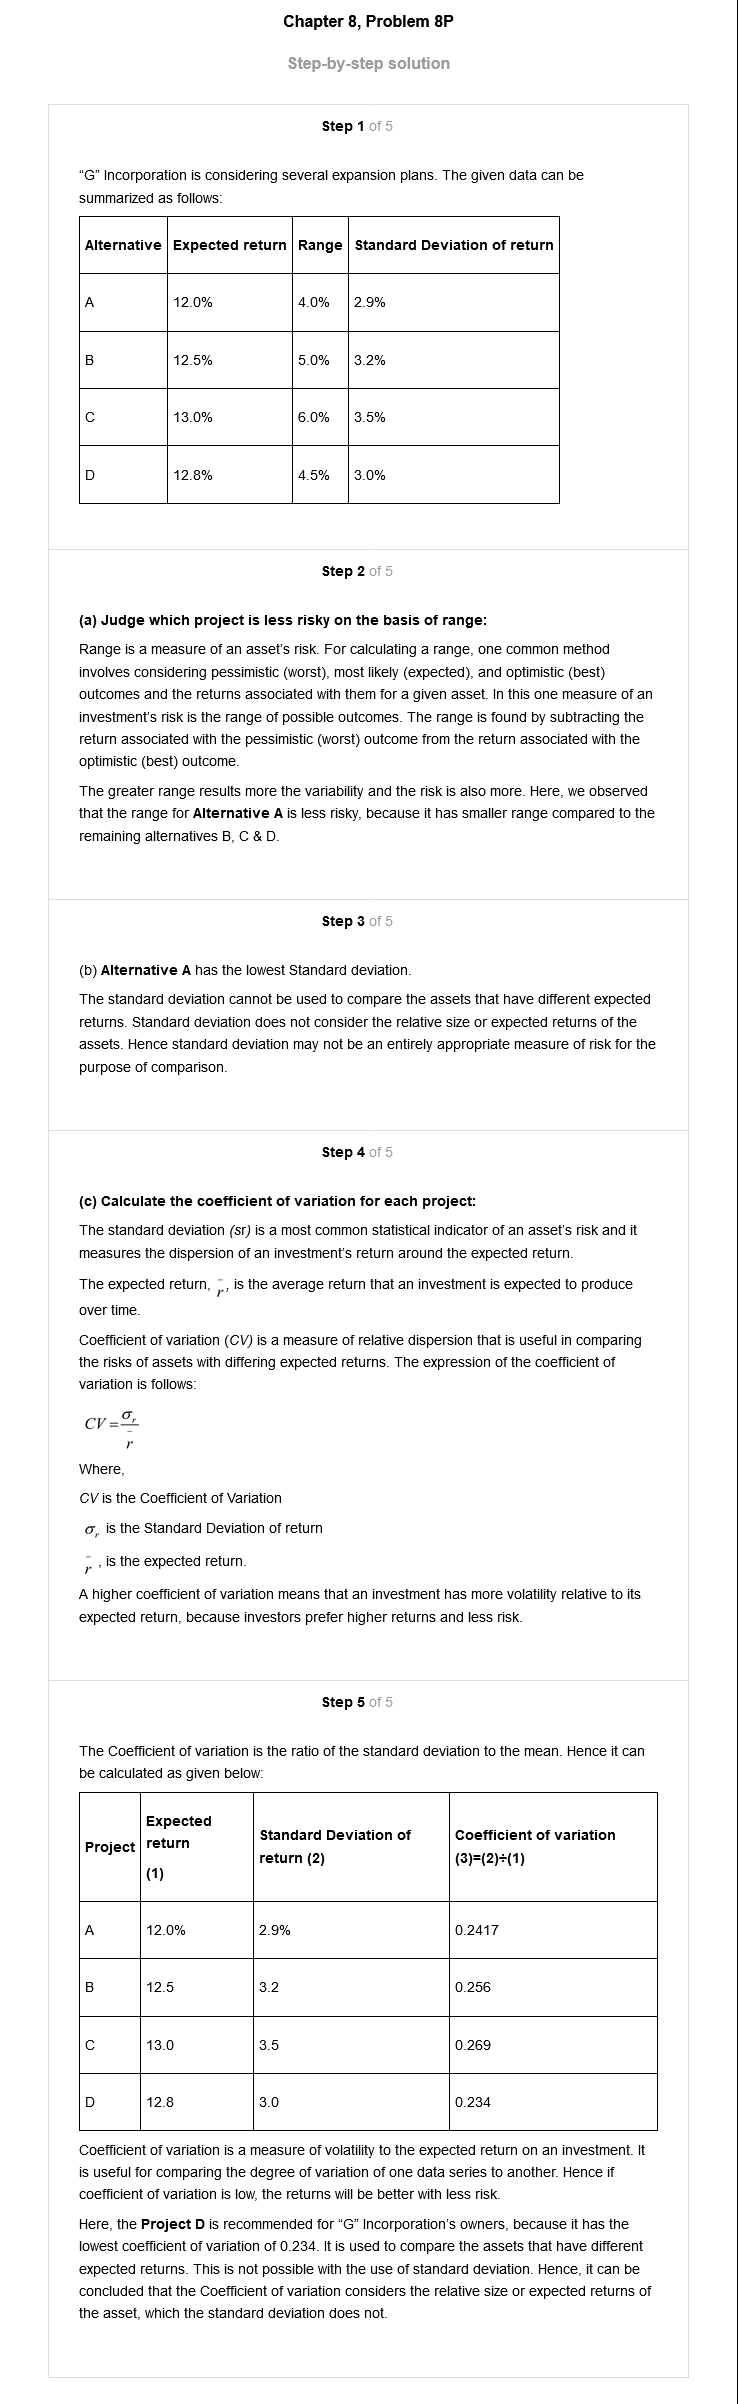 Chapter 8, Problem 8P
Step-by-step solution
Step 1 of 5
“G” Incorporation is considering several expansion plans. The given data can be
summarized as follows:
Alternative Expected return Range Standard Deviation of return
A 12.0% 4.0% 2.9%
B 12.5% 5.0% 3.2%
C 13.0% 6.0% 3.5%
D 12.8% 4.5% 3.0%
Step 2 of 5
(a) Judge which project is less risky on the basis of range:
Range is a measure of an asset’s risk. For calculating a range, one common method
involves considering pessimistic (worst), most likely (expected), and optimistic (best)
outcomes and the returns associated with them for a given asset. In this one measure of an
investment’s risk is the range of possible outcomes. The range is found by subtracting the
return associated with the pessimistic (worst) outcome from the return associated with the
optimistic (best) outcome.
The greater range results more the variability and the risk is also more. Here, we observed
that the range for Alternative A is less risky, because it has smaller range compared to the
remaining alternatives B, C & D.
Step 3 of 5
(b) Alternative A has the lowest Standard deviation.
The standard deviation cannot be used to compare the assets that have different expected
returns. Standard deviation does not consider the relative size or expected returns of the
assets. Hence standard deviation may not be an entirely appropriate measure of risk for the
purpose of comparison.
Step 4 of 5
(c) Calculate the coefficient of variation for each project:
The standard deviation (sr) is a most common statistical indicator of an asset’s risk and it
measures the dispersion of an investment’s return around the expected return.
The expected return, r̄, is the average return that an investment is expected to produce
over time.
Coefficient of variation (CV) is a measure of relative dispersion that is useful in comparing
the risks of assets with differing expected returns. The expression of the coefficient of
variation is follows:
CV = σᵣ / r̄
Where,
CV is the Coefficient of Variation
σᵣ is the Standard Deviation of return
r̄ , is the expected return.
A higher coefficient of variation means that an investment has more volatility relative to its
expected return, because investors prefer higher returns and less risk.
Step 5 of 5
The Coefficient of variation is the ratio of the standard deviation to the mean. Hence it can
be calculated as given below:
Project Expected return (1) Standard Deviation of return (2) Coefficient of variation (3)=(2)÷(1)
A 12.0% 2.9% 0.2417
B 12.5 3.2 0.256
C 13.0 3.5 0.269
D 12.8 3.0 0.234
Coefficient of variation is a measure of volatility to the expected return on an investment. It
is useful for comparing the degree of variation of one data series to another. Hence if
coefficient of variation is low, the returns will be better with less risk.
Here, the Project D is recommended for “G” Incorporation’s owners, because it has the
lowest coefficient of variation of 0.234. It is used to compare the assets that have different
expected returns. This is not possible with the use of standard deviation. Hence, it can be
concluded that the Coefficient of variation considers the relative size or expected returns of
the asset, which the standard deviation does not.